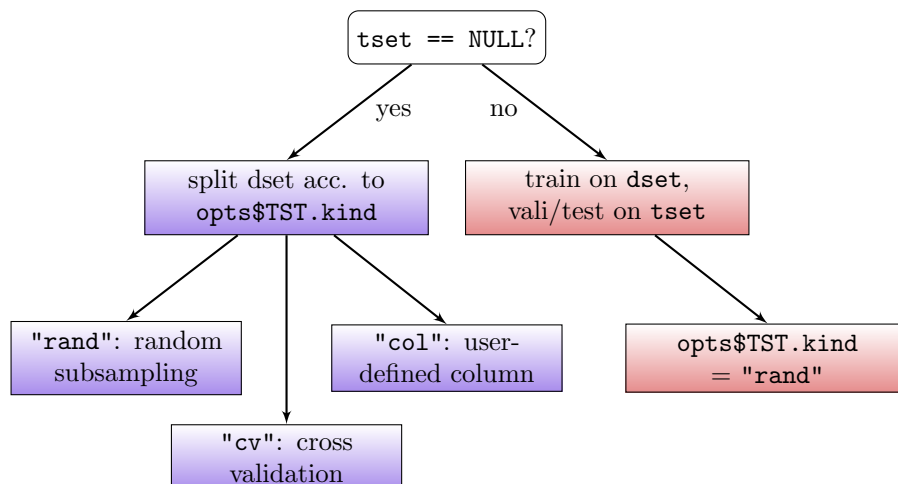 tset == NULL?
yes
no
split dset acc. to
opts$TST.kind
train on dset,
vali/test on tset
"rand": random
subsampling
"col": user-
defined column
opts$TST.kind
= "rand"
"cv": cross
validation